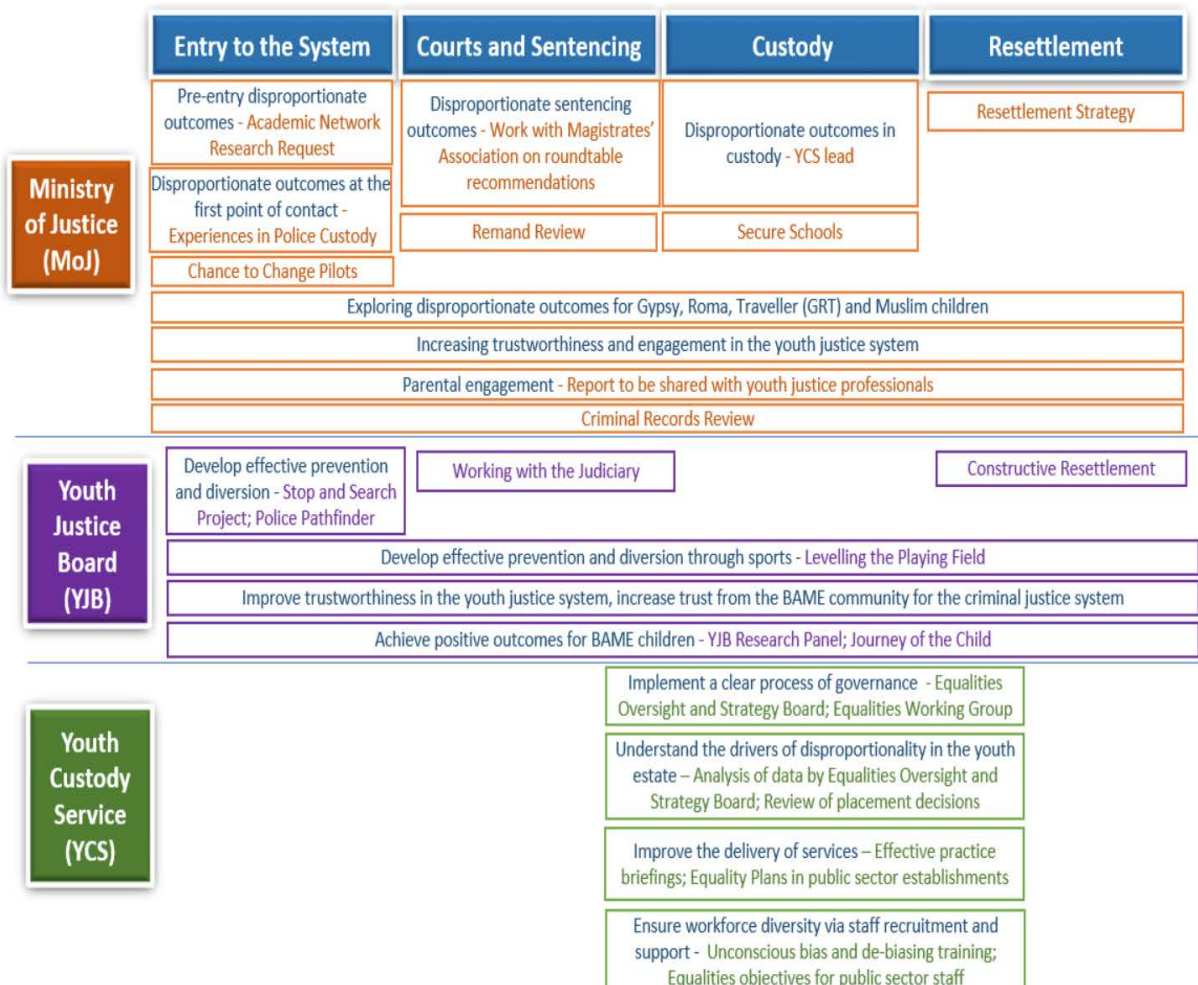 Entry to the System
Courts and Sentencing
Custody
Resettlement
Ministry
of Justice
(MoJ)
Pre-entry disproportionate
outcomes - Academic Network
Research Request
Disproportionate outcomes at the
first point of contact -
Experiences in Police Custody
Chance to Change Pilots
Disproportionate sentencing
outcomes - Work with Magistrates’
Association on roundtable
recommendations
Remand Review
Disproportionate outcomes in
custody - YCS lead
Secure Schools
Resettlement Strategy
Exploring disproportionate outcomes for Gypsy, Roma, Traveller (GRT) and Muslim children
Increasing trustworthiness and engagement in the youth justice system
Parental engagement - Report to be shared with youth justice professionals
Criminal Records Review
Youth
Justice
Board
(YJB)
Develop effective prevention
and diversion - Stop and Search
Project; Police Pathfinder
Working with the Judiciary
Constructive Resettlement
Develop effective prevention and diversion through sports - Levelling the Playing Field
Improve trustworthiness in the youth justice system, increase trust from the BAME community for the criminal justice system
Achieve positive outcomes for BAME children - YJB Research Panel; Journey of the Child
Youth
Custody
Service
(YCS)
Implement a clear process of governance - Equalities
Oversight and Strategy Board; Equalities Working Group
Understand the drivers of disproportionality in the youth
estate – Analysis of data by Equalities Oversight and
Strategy Board; Review of placement decisions
Improve the delivery of services – Effective practice
briefings; Equality Plans in public sector establishments
Ensure workforce diversity via staff recruitment and
support - Unconscious bias and de-biasing training;
Equalities objectives for public sector staff